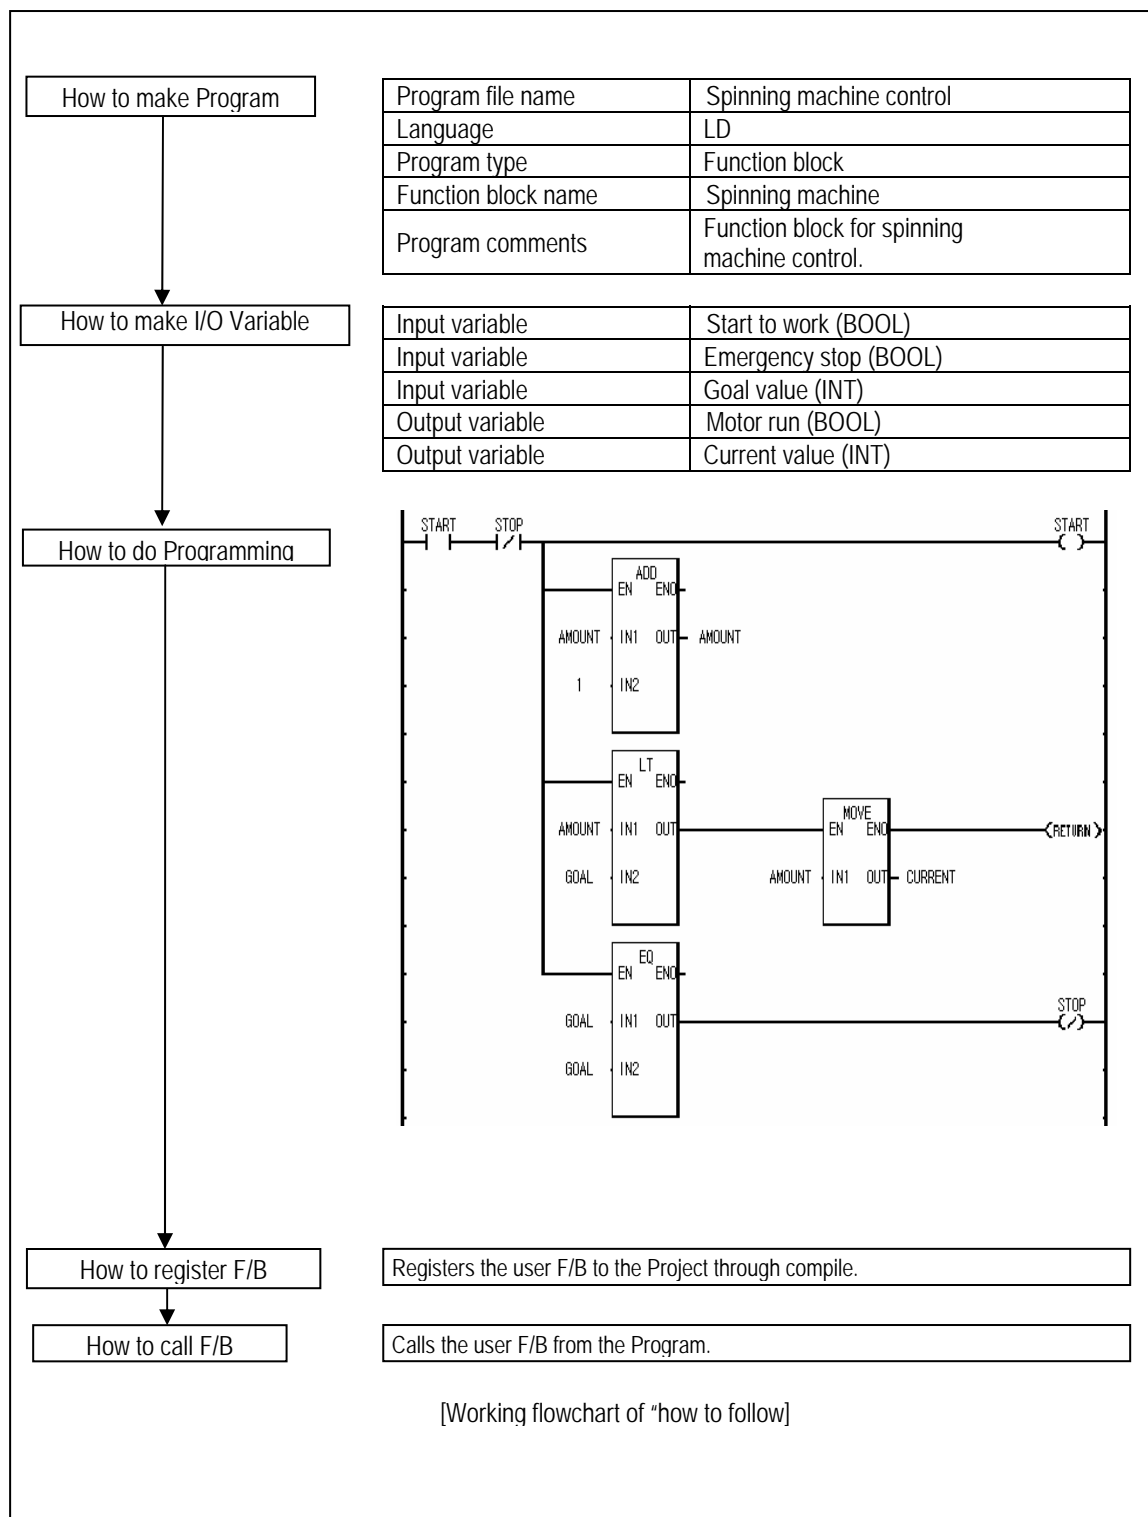 How to make Program
Program file name Spinning machine control
Language LD
Program type Function block
Function block name Spinning machine
Program comments Function block for spinning
machine control.
How to make I/O Variable
Input variable Start to work (BOOL)
Input variable Emergency stop (BOOL)
Input variable Goal value (INT)
Output variable Motor run (BOOL)
Output variable Current value (INT)
How to do Programming
START STOP START
ADD
EN ENO
AMOUNT IN1 OUT AMOUNT
1 IN2
LT
EN ENO
MOVE
AMOUNT IN1 OUT EN ENO RETURN
GOAL IN2 AMOUNT IN1 OUT CURRENT
EQ
EN ENO
STOP
GOAL IN1 OUT
GOAL IN2
How to register F/B
Registers the user F/B to the Project through compile.
How to call F/B
Calls the user F/B from the Program.
[Working flowchart of “how to follow]